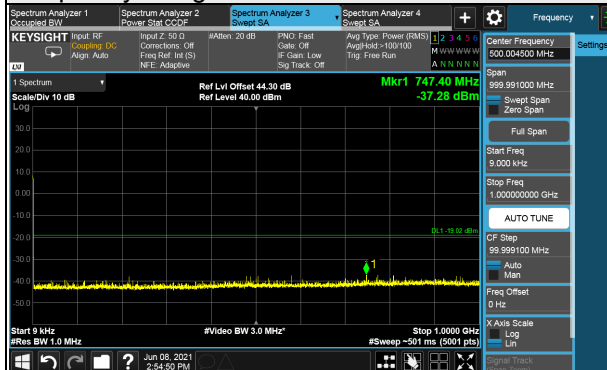 Spectrum Analyzer 1
Occupied BW
Spectrum Analyzer 2
Power Stat CCDF
Spectrum Analyzer 3
Swept SA
Spectrum Analyzer 4
Swept SA
+
Frequency
Settings
KEYSIGHT
LXI
Input: RF
Coupling: DC
Align: Auto
Input Z: 50 Ω
Corrections: Off
Freq Ref: Int (S)
NFE: Adaptive
#Atten: 20 dB
PNO: Fast
Gate: Off
IF Gain: Low
Sig Track: Off
Avg Type: Power (RMS)
Avg|Hold:>100/100
Trig: Free Run
1 2 3 4 5 6
M W W W W W
A N N N N N
1 Spectrum
Scale/Div 10 dB
Log
Ref Lvl Offset 44.30 dB
Ref Level 40.00 dBm
Mkr1 747.40 MHz
-37.28 dBm
30.0
20.0
10.0
0.00
-10.0
-20.0
-30.0
-40.0
-50.0
DL1 -19.02 dBm
1
Start 9 kHz
#Res BW 1.0 MHz
#Video BW 3.0 MHz*
Stop 1.0000 GHz
#Sweep ~501 ms (5001 pts)
?
Jun 08, 2021
2:54:50 PM
Center Frequency
500.004500 MHz
Span
999.991000 MHz
Swept Span
Zero Span
Full Span
Start Freq
9.000 kHz
Stop Freq
1.000000000 GHz
AUTO TUNE
CF Step
99.999100 MHz
Auto
Man
Freq Offset
0 Hz
X Axis Scale
Log
Lin
Signal Track